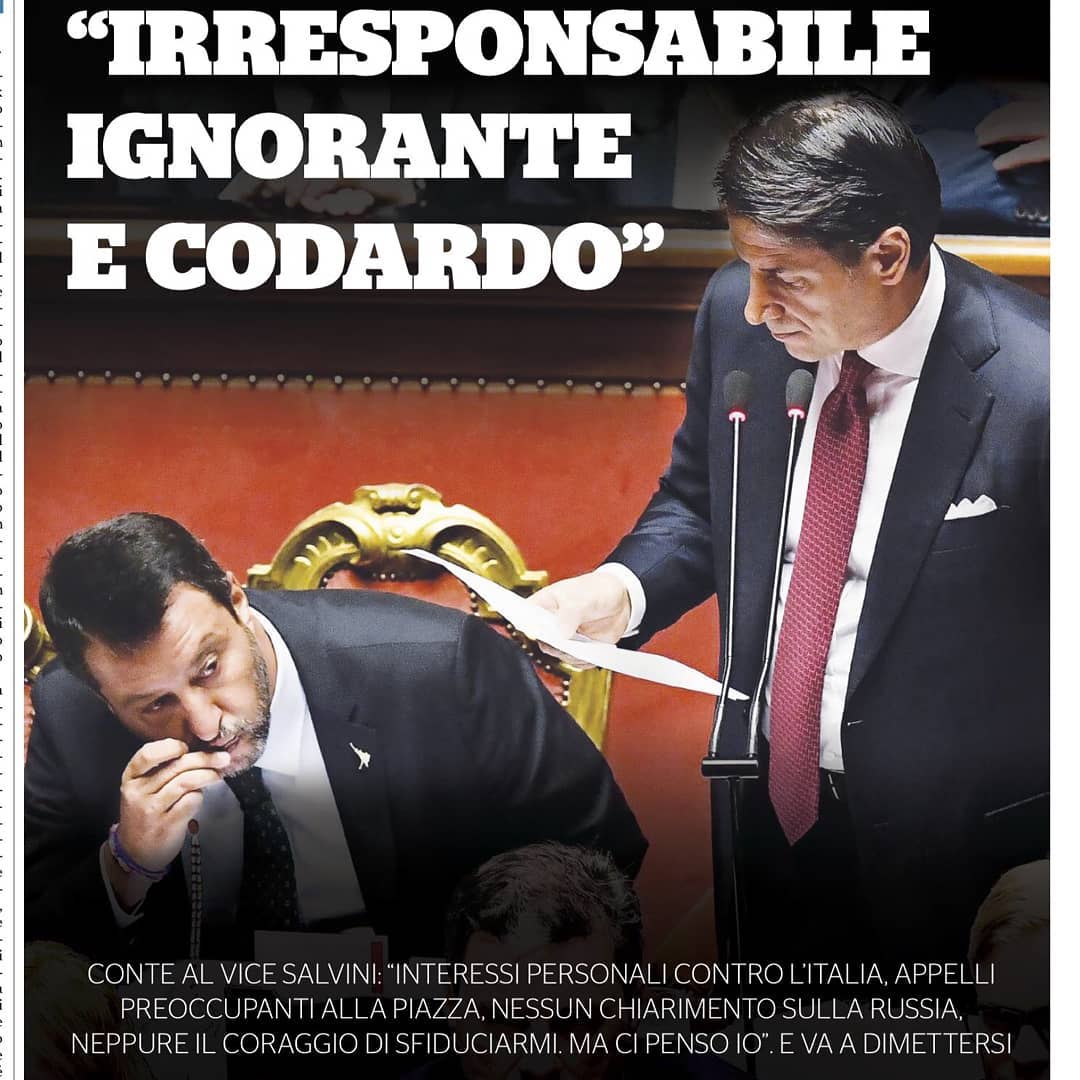 “IRRESPONSABILE
IGNORANTE
E CODARDO”
CONTE AL VICE SALVINI: “INTERESSI PERSONALI CONTRO L’ITALIA, APPELLI
PREOCCUPANTI ALLA PIAZZA, NESSUN CHIARIMENTO SULLA RUSSIA,
NEPPURE IL CORAGGIO DI SFIDUCIARMI. MA CI PENSO IO”. E VA A DIMETTERSI